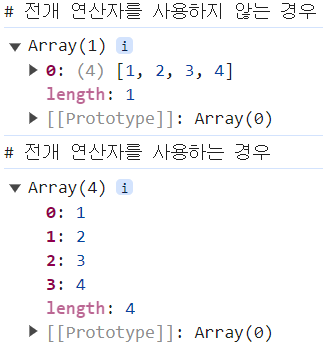 # 전개 연산자를 사용하지 않는 경우
▼ Array(1) i
▶ 0: (4) [1, 2, 3, 4]
length: 1
▶ [[Prototype]]: Array(0)
# 전개 연산자를 사용하는 경우
▼ Array(4) i
0: 1
1: 2
2: 3
3: 4
length: 4
▶ [[Prototype]]: Array(0)